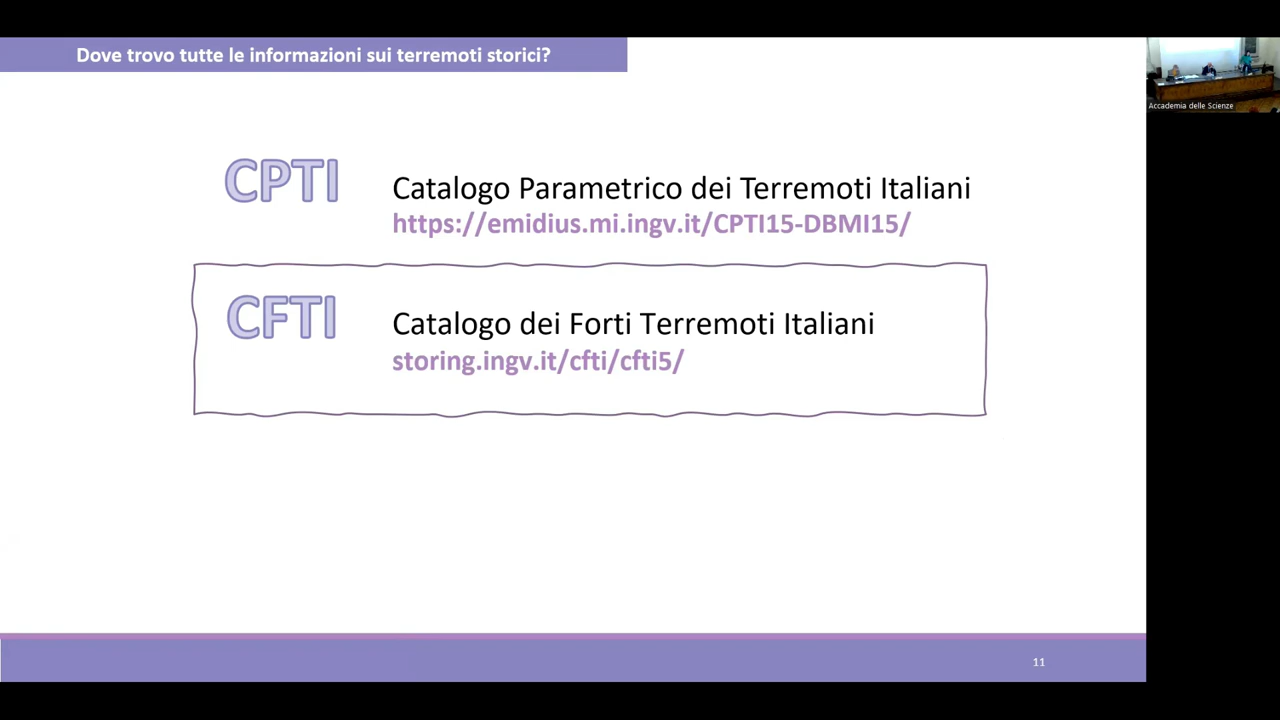 Dove trovo tutte le informazioni sui terremoti storici?
Accademia delle Scienze
CPTI
Catalogo Parametrico dei Terremoti Italiani
https://emidius.mi.ingv.it/CPTI15-DBMI15/
CFTI
Catalogo dei Forti Terremoti Italiani
storing.ingv.it/cfti/cfti5/
11